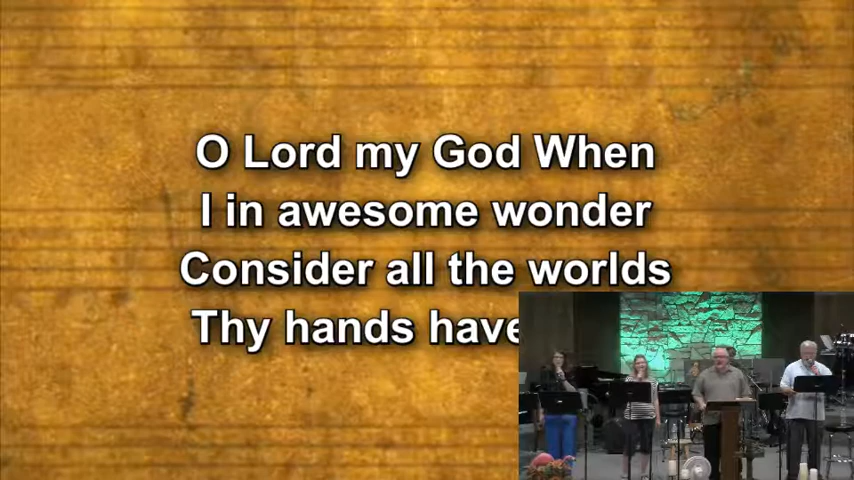 O Lord my God When
I in awesome wonder
Consider all the worlds
Thy hands have